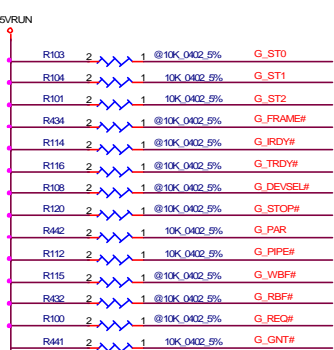 5VRUN
R103 2 1 @10K_0402_5% G_ST0
R104 2 1 10K_0402_5% G_ST1
R101 2 1 10K_0402_5% G_ST2
R434 2 1 @10K_0402_5% G_FRAME#
R114 2 1 @10K_0402_5% G_IRDY#
R116 2 1 @10K_0402_5% G_TRDY#
R108 2 1 @10K_0402_5% G_DEVSEL#
R120 2 1 @10K_0402_5% G_STOP#
R442 2 1 10K_0402_5% G_PAR
R112 2 1 10K_0402_5% G_PIPE#
R115 2 1 @10K_0402_5% G_WBF#
R432 2 1 @10K_0402_5% G_RBF#
R100 2 1 @10K_0402_5% G_REQ#
R441 2 1 10K_0402_5% G_GNT#